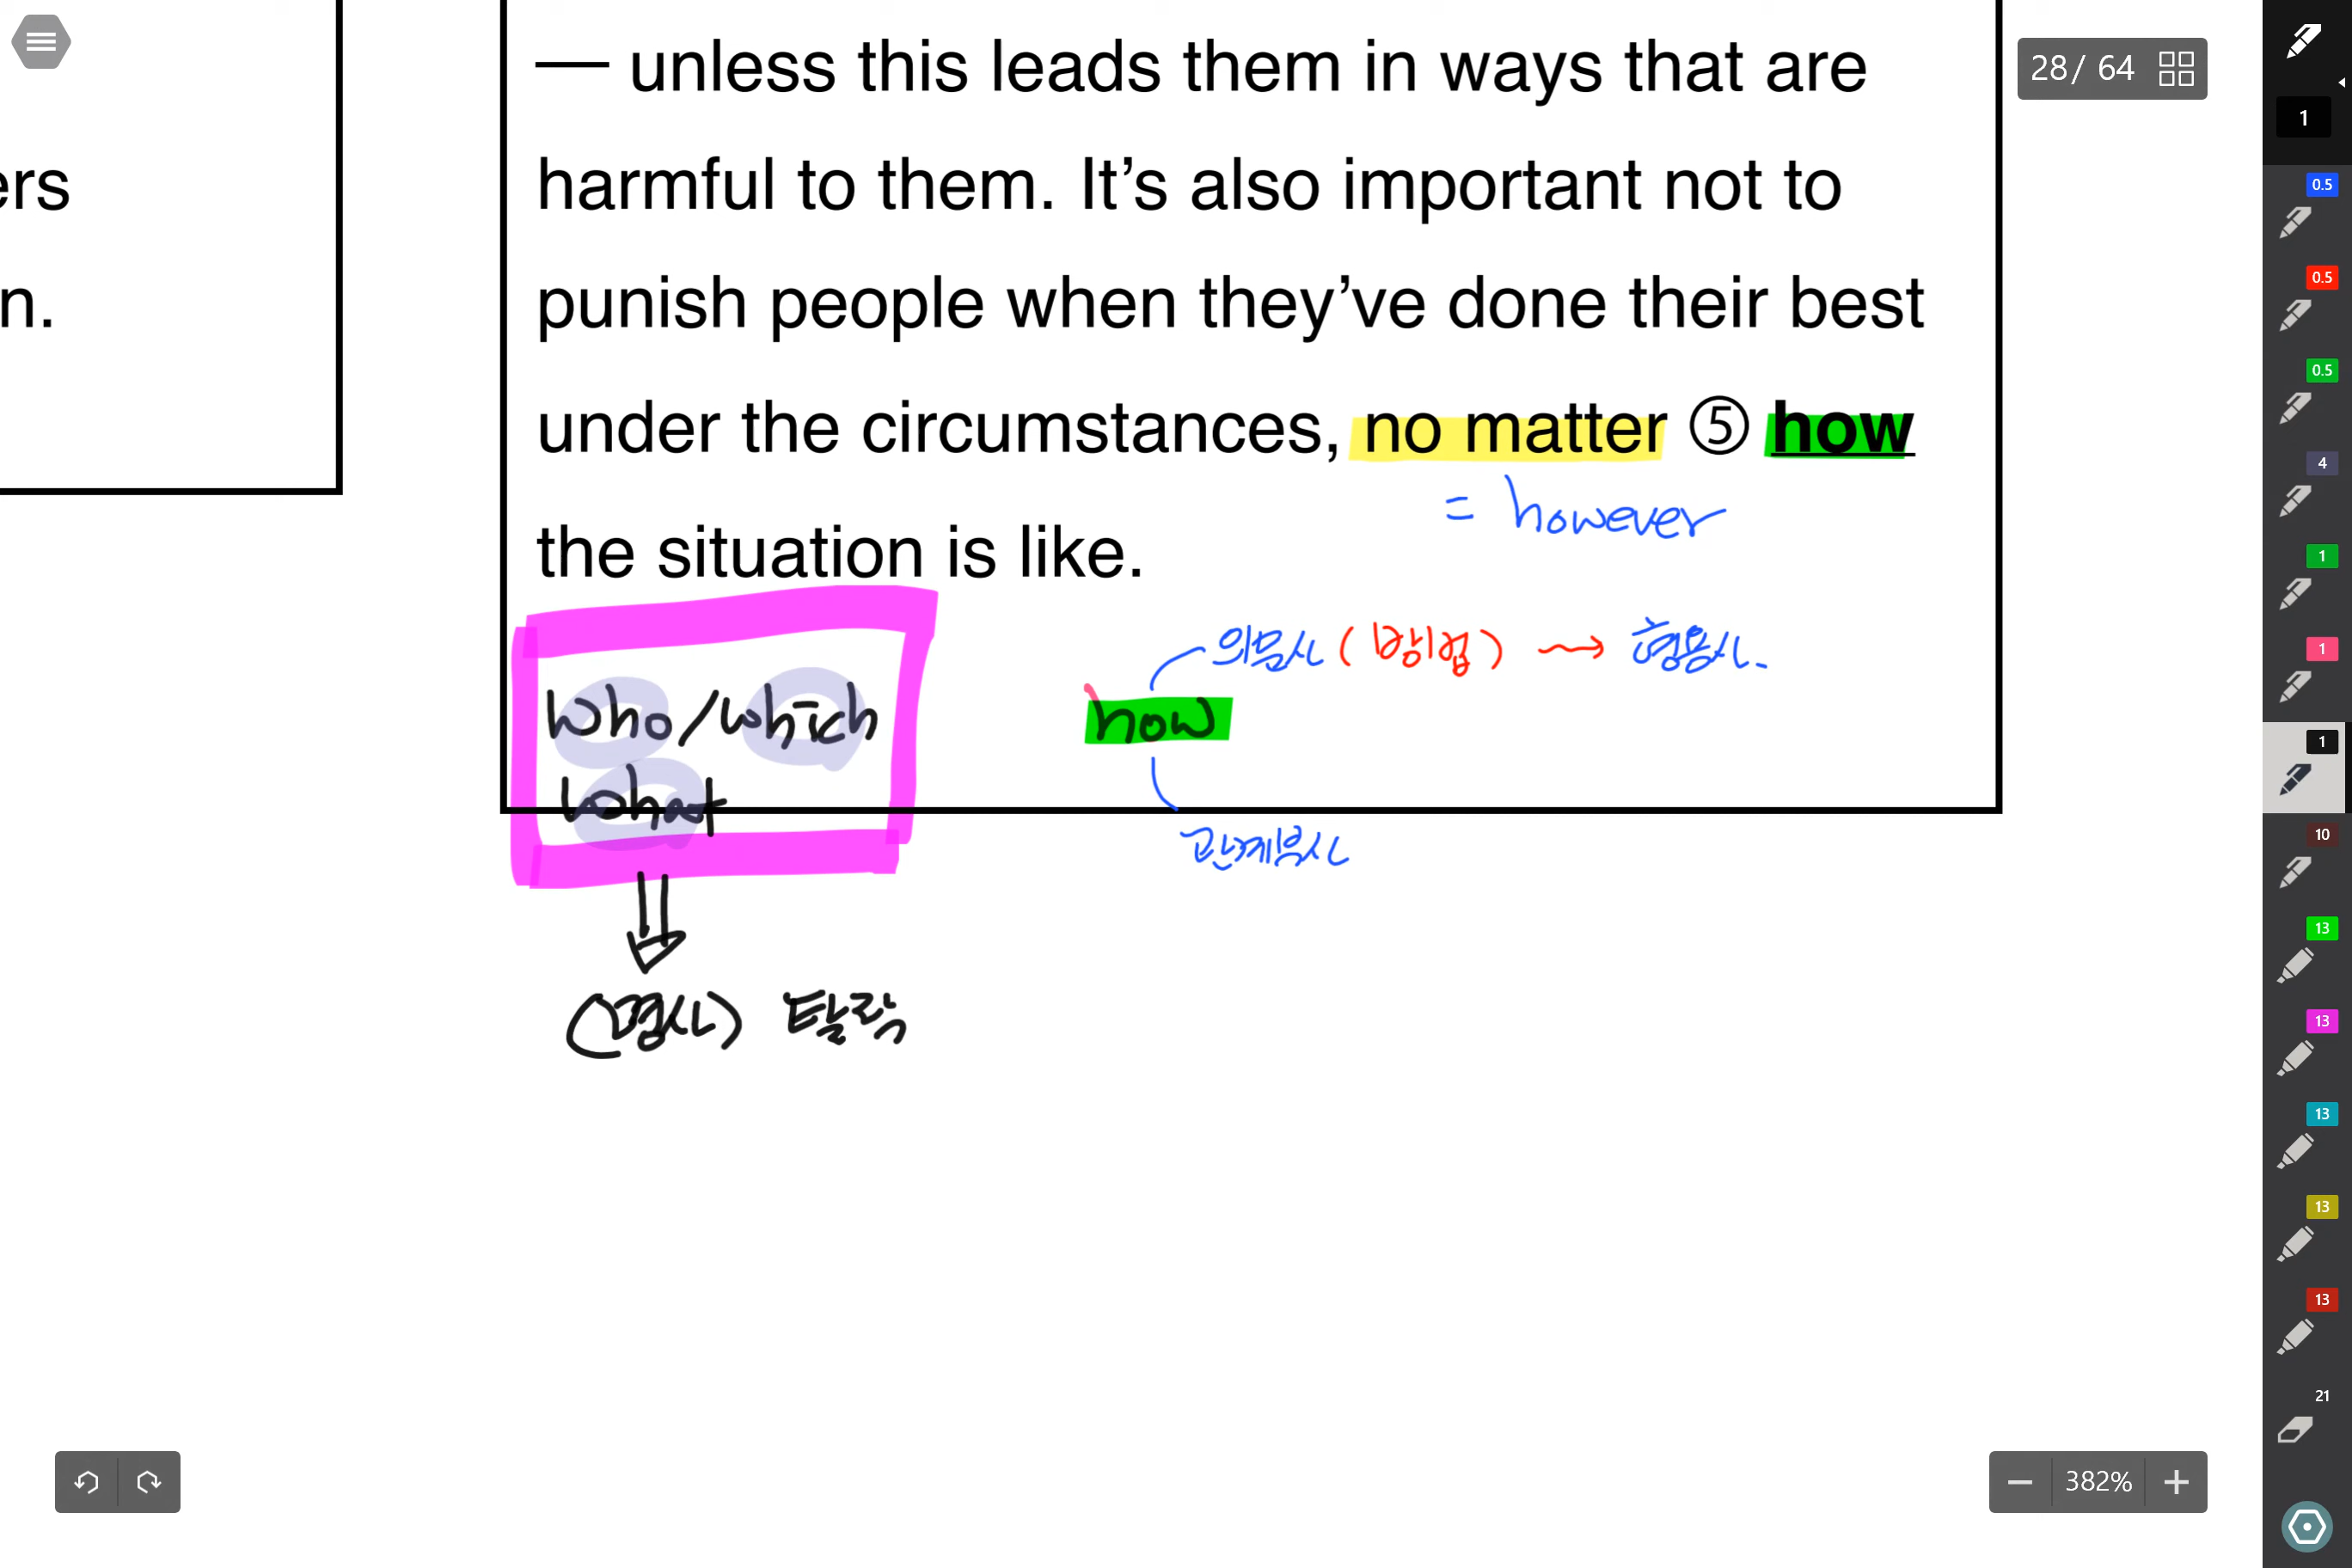 28/ 64
— unless this leads them in ways that are
harmful to them. It’s also important not to
ers
punish people when they’ve done their best
n.
under the circumstances, no matter ⑤ how
= however
the situation is like.
의문사 (방법) → 형용사.
who/which
how
what
관계부사
(명사) 탈락
382%
1
0.5
0.5
0.5
4
1
1
1
10
13
13
13
13
13
21